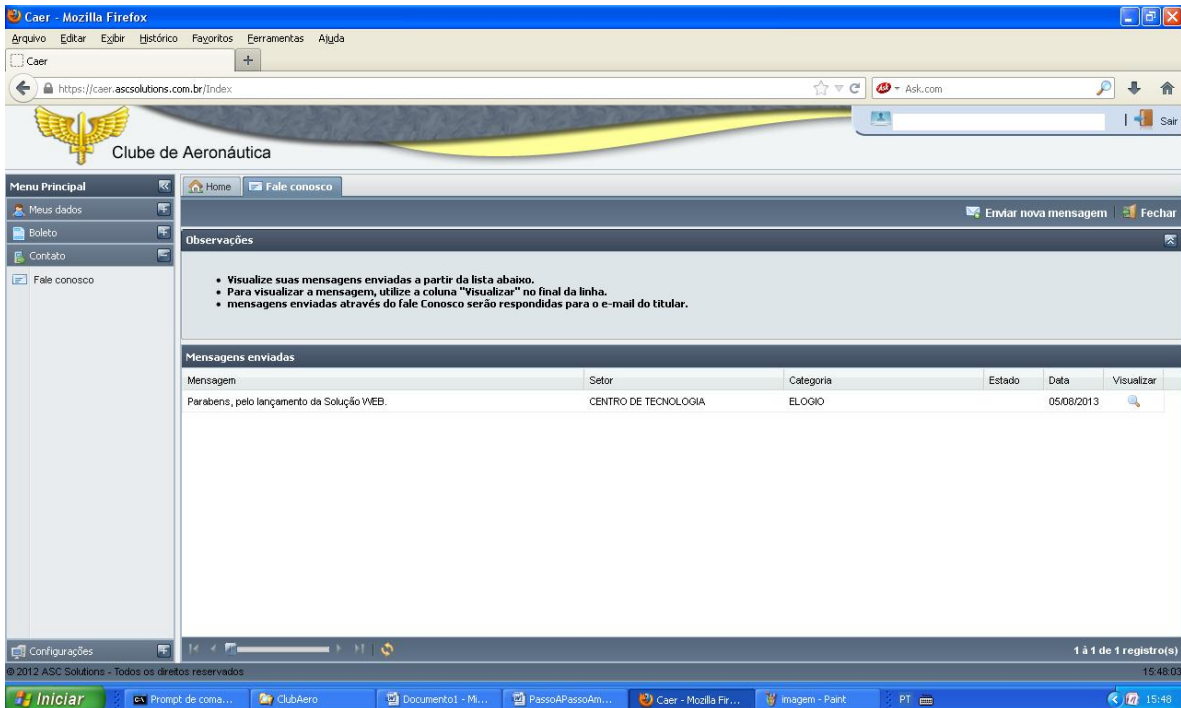 Caer - Mozilla Firefox
Arquivo Editar Exibir Histórico Favoritos Ferramentas Ajuda
Caer
https://caer.ascsolutions.com.br/Index
Ask.com
Sair
Clube de Aeronáutica
Menu Principal
Home
Fale conosco
Meus dados
Enviar nova mensagem
Fechar
Boleto
Observações
Contato
Fale conosco
• Visualize suas mensagens enviadas a partir da lista abaixo.
• Para visualizar a mensagem, utilize a coluna "Visualizar" no final da linha.
• mensagens enviadas através do fale Conosco serão respondidas para o e-mail do titular.
Mensagens enviadas
Mensagem Setor Categoria Estado Data Visualizar
Parabens, pelo lançamento da Solução WEB. CENTRO DE TECNOLOGIA ELOGIO 05/08/2013
Configurações
1 à 1 de 1 registro(s)
© 2012 ASC Solutions - Todos os direitos reservados
15:48:03
Iniciar
Prompt de coma...
ClubAero
Documento1 - Mi...
PassoAPassoAm...
Caer - Mozilla Fir...
imagem - Paint
PT
15:48